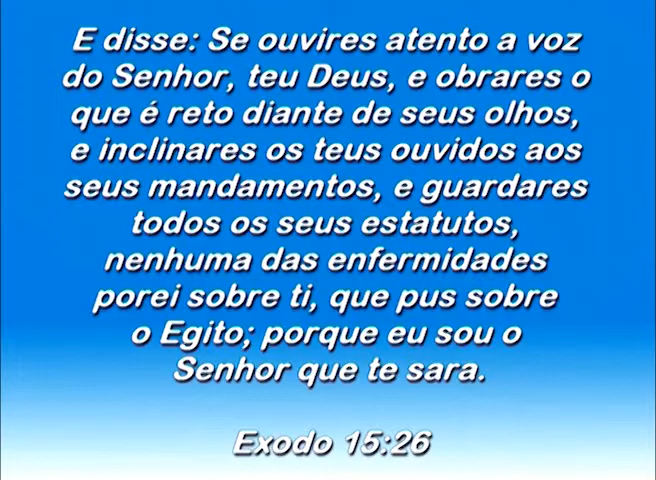 E disse: Se ouvires atento a voz
do Senhor, teu Deus, e obrares o
que é reto diante de seus olhos,
e inclinares os teus ouvidos aos
seus mandamentos, e guardares
todos os seus estatutos,
nenhuma das enfermidades
porei sobre ti, que pus sobre
o Egito; porque eu sou o
Senhor que te sara.
Exodo 15:26